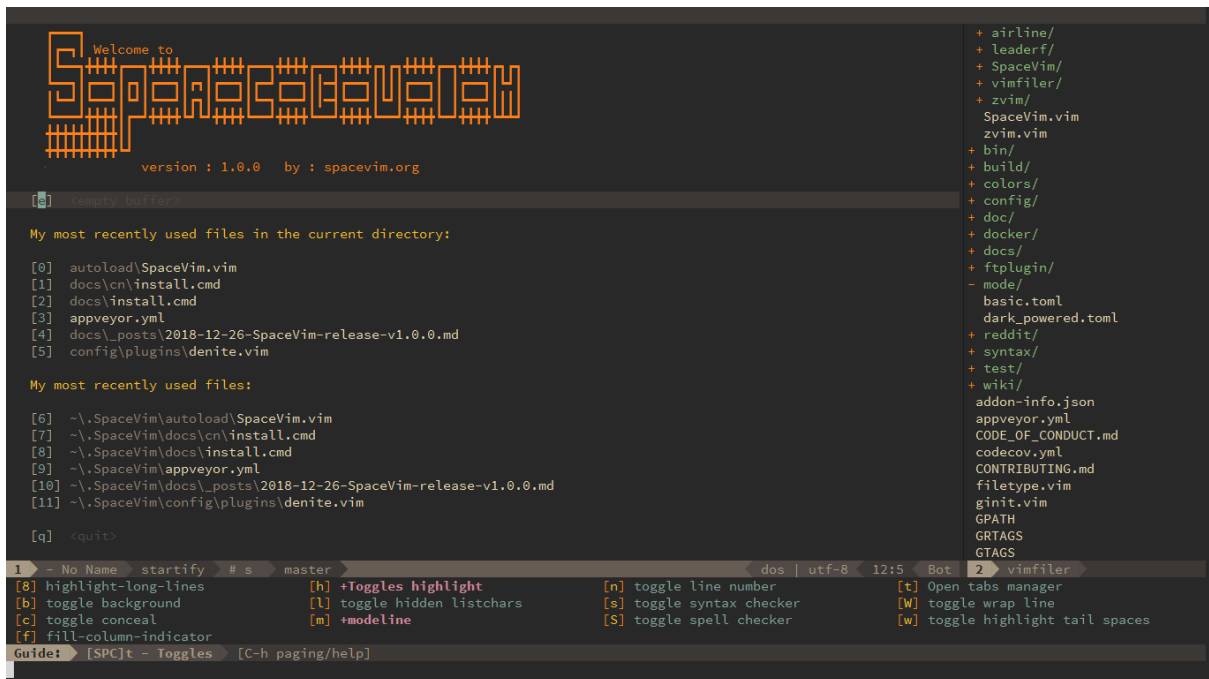 Welcome to
SPACEVIM
version : 1.0.0   by : spacevim.org
[e]  <empty buffer>
My most recently used files in the current directory:
[0]  autoload\SpaceVim.vim
[1]  docs\cn\install.cmd
[2]  docs\install.cmd
[3]  appveyor.yml
[4]  docs\_posts\2018-12-26-SpaceVim-release-v1.0.0.md
[5]  config\plugins\denite.vim
My most recently used files:
[6]  ~\.SpaceVim\autoload\SpaceVim.vim
[7]  ~\.SpaceVim\docs\cn\install.cmd
[8]  ~\.SpaceVim\docs\install.cmd
[9]  ~\.SpaceVim\appveyor.yml
[10] ~\.SpaceVim\docs\_posts\2018-12-26-SpaceVim-release-v1.0.0.md
[11] ~\.SpaceVim\config\plugins\denite.vim
[q]  <quit>
+ airline/
+ leaderf/
+ SpaceVim/
+ vimfiler/
+ zvim/
SpaceVim.vim
zvim.vim
+ bin/
+ build/
+ colors/
+ config/
+ doc/
+ docker/
+ docs/
+ ftplugin/
- mode/
basic.toml
dark_powered.toml
+ reddit/
+ syntax/
+ test/
+ wiki/
addon-info.json
appveyor.yml
CODE_OF_CONDUCT.md
codecov.yml
CONTRIBUTING.md
filetype.vim
ginit.vim
GPATH
GRTAGS
GTAGS
1 - No Name startify # s master dos | utf-8 12:5 Bot 2 vimfiler
[8] highlight-long-lines [h] +Toggles highlight [n] toggle line number [t] Open tabs manager
[b] toggle background [l] toggle hidden listchars [s] toggle syntax checker [W] toggle wrap line
[c] toggle conceal [m] +modeline [S] toggle spell checker [w] toggle highlight tail spaces
[f] fill-column-indicator
Guide: [SPC]t - Toggles [C-h paging/help]